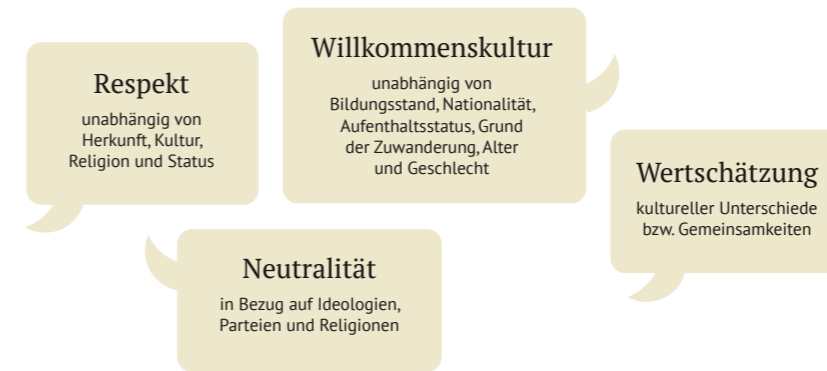 Respekt
unabhängig von
Herkunft, Kultur,
Religion und Status
Willkommenskultur
unabhängig von
Bildungsstand, Nationalität,
Aufenthaltsstatus, Grund
der Zuwanderung, Alter
und Geschlecht
Wertschätzung
kultureller Unterschiede
bzw. Gemeinsamkeiten
Neutralität
in Bezug auf Ideologien,
Parteien und Religionen